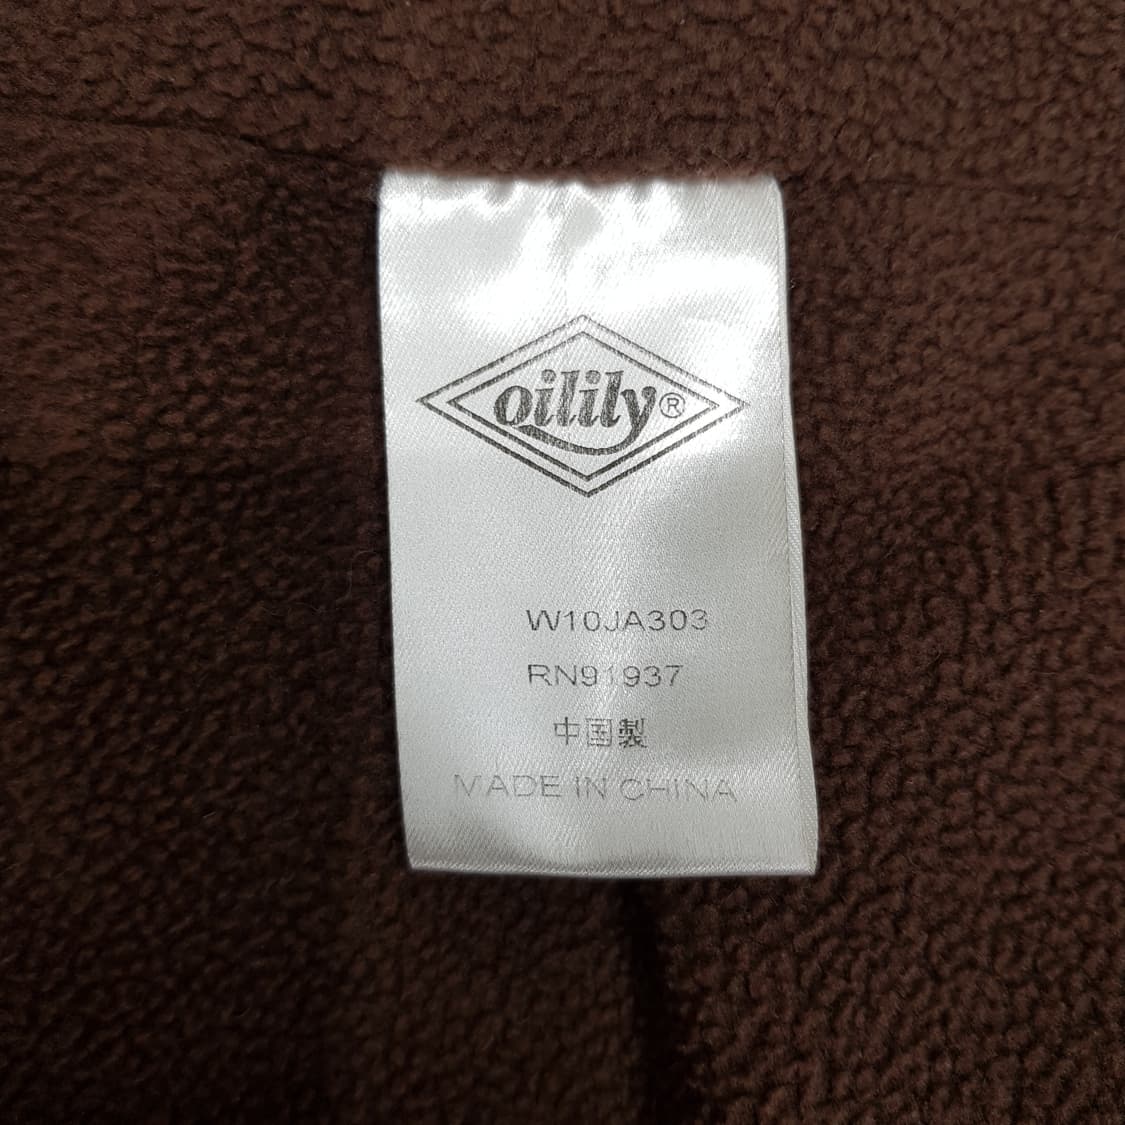 oilily®
W10JA303
RN91937
中国製
MADE IN CHINA